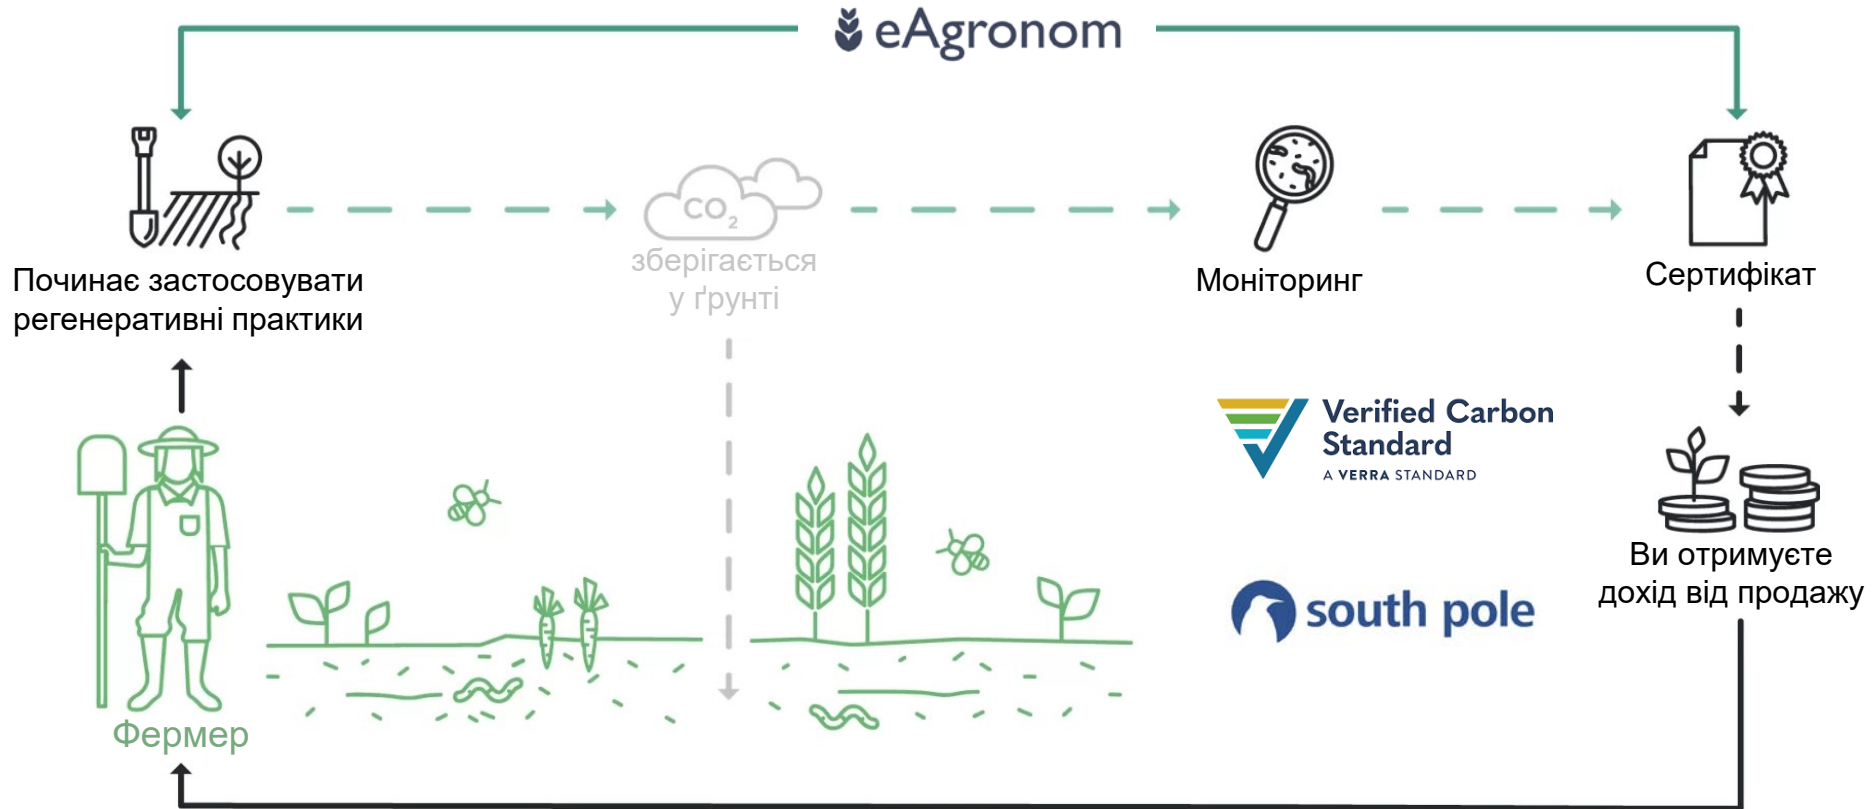 eAgronom
CO2
зберігається
у ґрунті
Починає застосовувати
регенеративні практики
Моніторинг
Сертифікат
Verified Carbon
Standard
A VERRA STANDARD
Ви отримуєте
дохід від продажу
south pole
Фермер